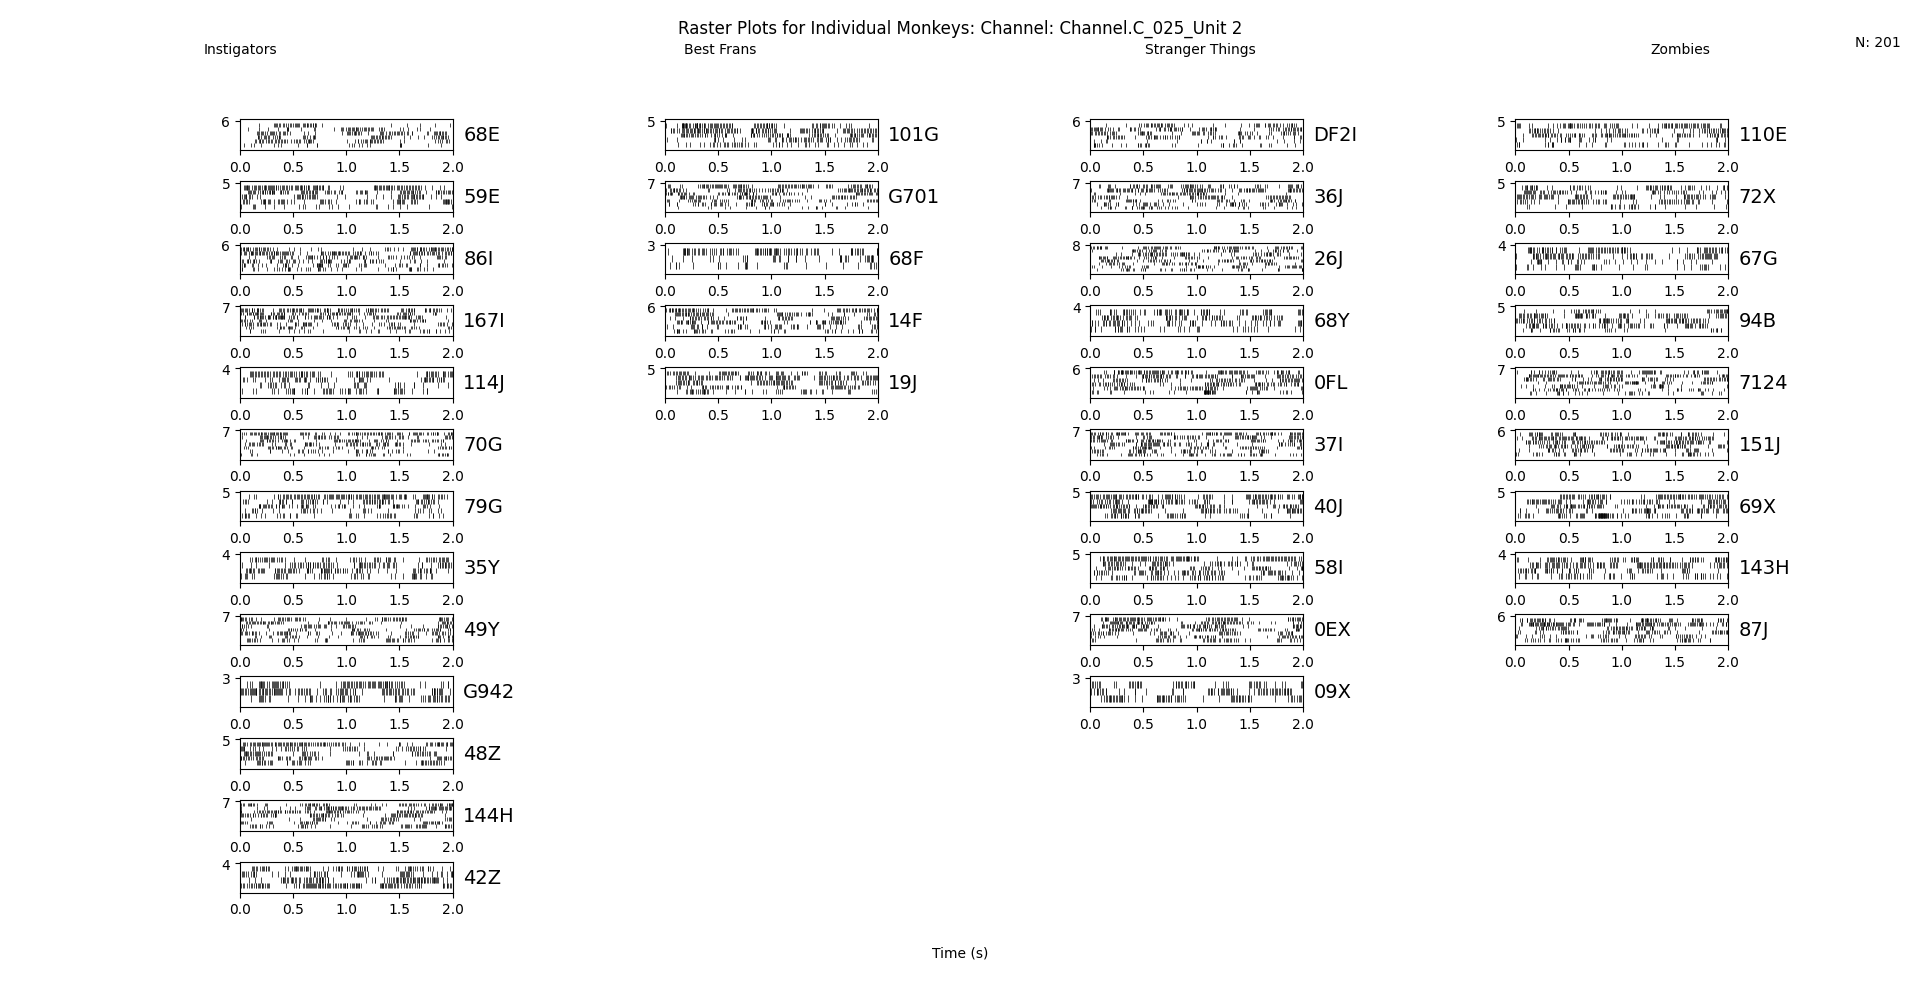 Raster Plots for Individual Monkeys: Channel: Channel.C_025_Unit 2
Instigators Best Frans Stranger Things Zombies N: 201
6 68E 5 101G 6 DF2I 5 110E
0.0 0.5 1.0 1.5 2.0 0.0 0.5 1.0 1.5 2.0 0.0 0.5 1.0 1.5 2.0 0.0 0.5 1.0 1.5 2.0
5 59E 7 G701 7 36J 5 72X
0.0 0.5 1.0 1.5 2.0 0.0 0.5 1.0 1.5 2.0 0.0 0.5 1.0 1.5 2.0 0.0 0.5 1.0 1.5 2.0
6 86I 3 68F 8 26J 4 67G
0.0 0.5 1.0 1.5 2.0 0.0 0.5 1.0 1.5 2.0 0.0 0.5 1.0 1.5 2.0 0.0 0.5 1.0 1.5 2.0
7 167I 6 14F 4 68Y 5 94B
0.0 0.5 1.0 1.5 2.0 0.0 0.5 1.0 1.5 2.0 0.0 0.5 1.0 1.5 2.0 0.0 0.5 1.0 1.5 2.0
4 114J 5 19J 6 0FL 7 7124
0.0 0.5 1.0 1.5 2.0 0.0 0.5 1.0 1.5 2.0 0.0 0.5 1.0 1.5 2.0 0.0 0.5 1.0 1.5 2.0
7 70G 7 37I 6 151J
0.0 0.5 1.0 1.5 2.0 0.0 0.5 1.0 1.5 2.0 0.0 0.5 1.0 1.5 2.0
5 79G 5 40J 5 69X
0.0 0.5 1.0 1.5 2.0 0.0 0.5 1.0 1.5 2.0 0.0 0.5 1.0 1.5 2.0
4 35Y 5 58I 4 143H
0.0 0.5 1.0 1.5 2.0 0.0 0.5 1.0 1.5 2.0 0.0 0.5 1.0 1.5 2.0
7 49Y 7 0EX 6 87J
0.0 0.5 1.0 1.5 2.0 0.0 0.5 1.0 1.5 2.0 0.0 0.5 1.0 1.5 2.0
3 G942 3 09X
0.0 0.5 1.0 1.5 2.0 0.0 0.5 1.0 1.5 2.0
5 48Z
0.0 0.5 1.0 1.5 2.0
7 144H
0.0 0.5 1.0 1.5 2.0
4 42Z
0.0 0.5 1.0 1.5 2.0
Time (s)